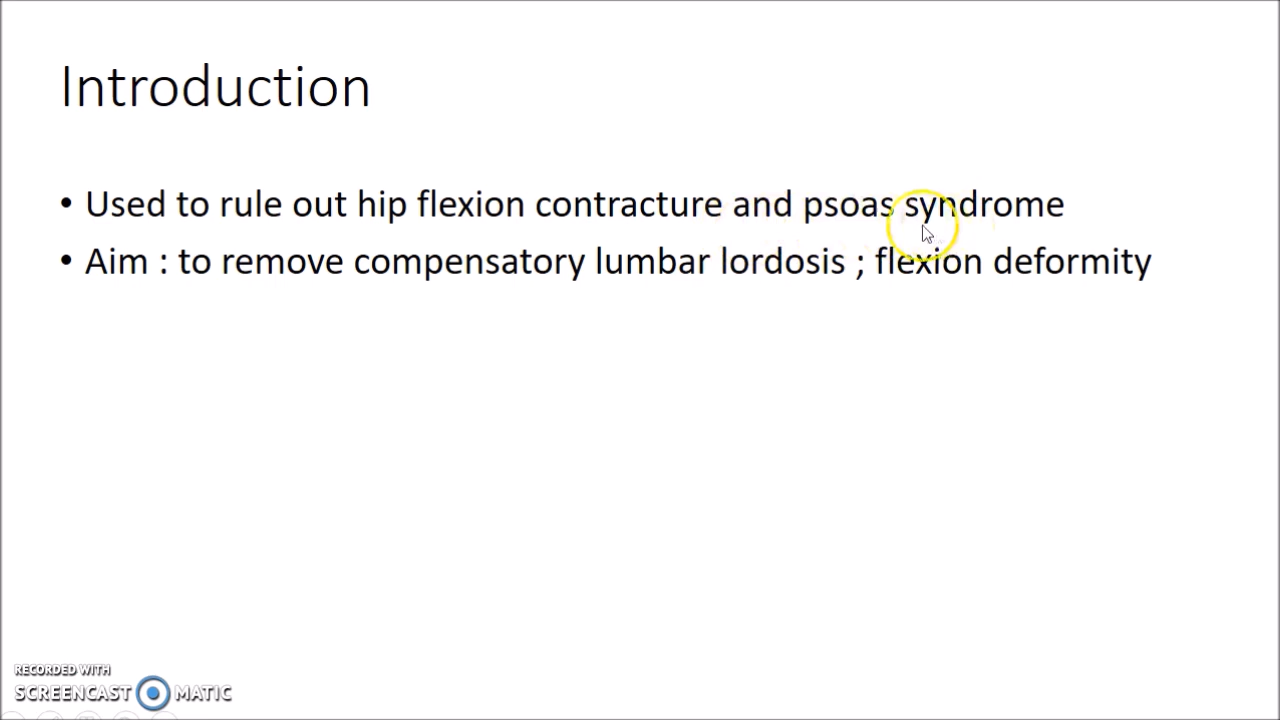 Introduction
• Used to rule out hip flexion contracture and psoas syndrome
• Aim : to remove compensatory lumbar lordosis ; flexion deformity
RECORDED WITH
SCREENCAST MATIC